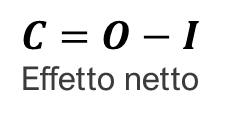 C = O − I
Effetto netto